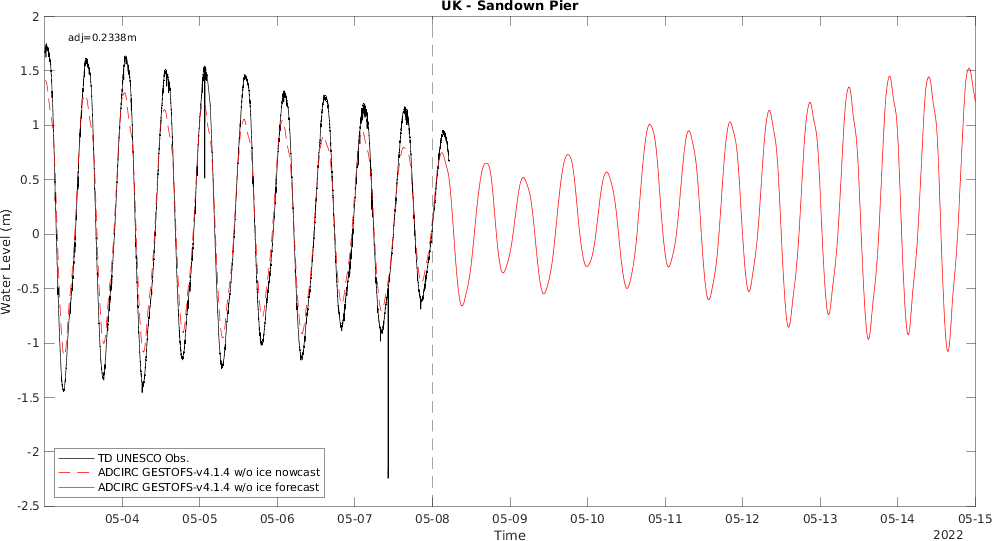 UK - Sandown Pier
adj=0.2338m
2
1.5
1
0.5
0
-0.5
-1
-1.5
-2
-2.5
Water Level (m)
TD UNESCO Obs.
ADCIRC GESTOFS-v4.1.4 w/o ice nowcast
ADCIRC GESTOFS-v4.1.4 w/o ice forecast
05-04 05-05 05-06 05-07 05-08 05-09 05-10 05-11 05-12 05-13 05-14 05-15
Time
2022